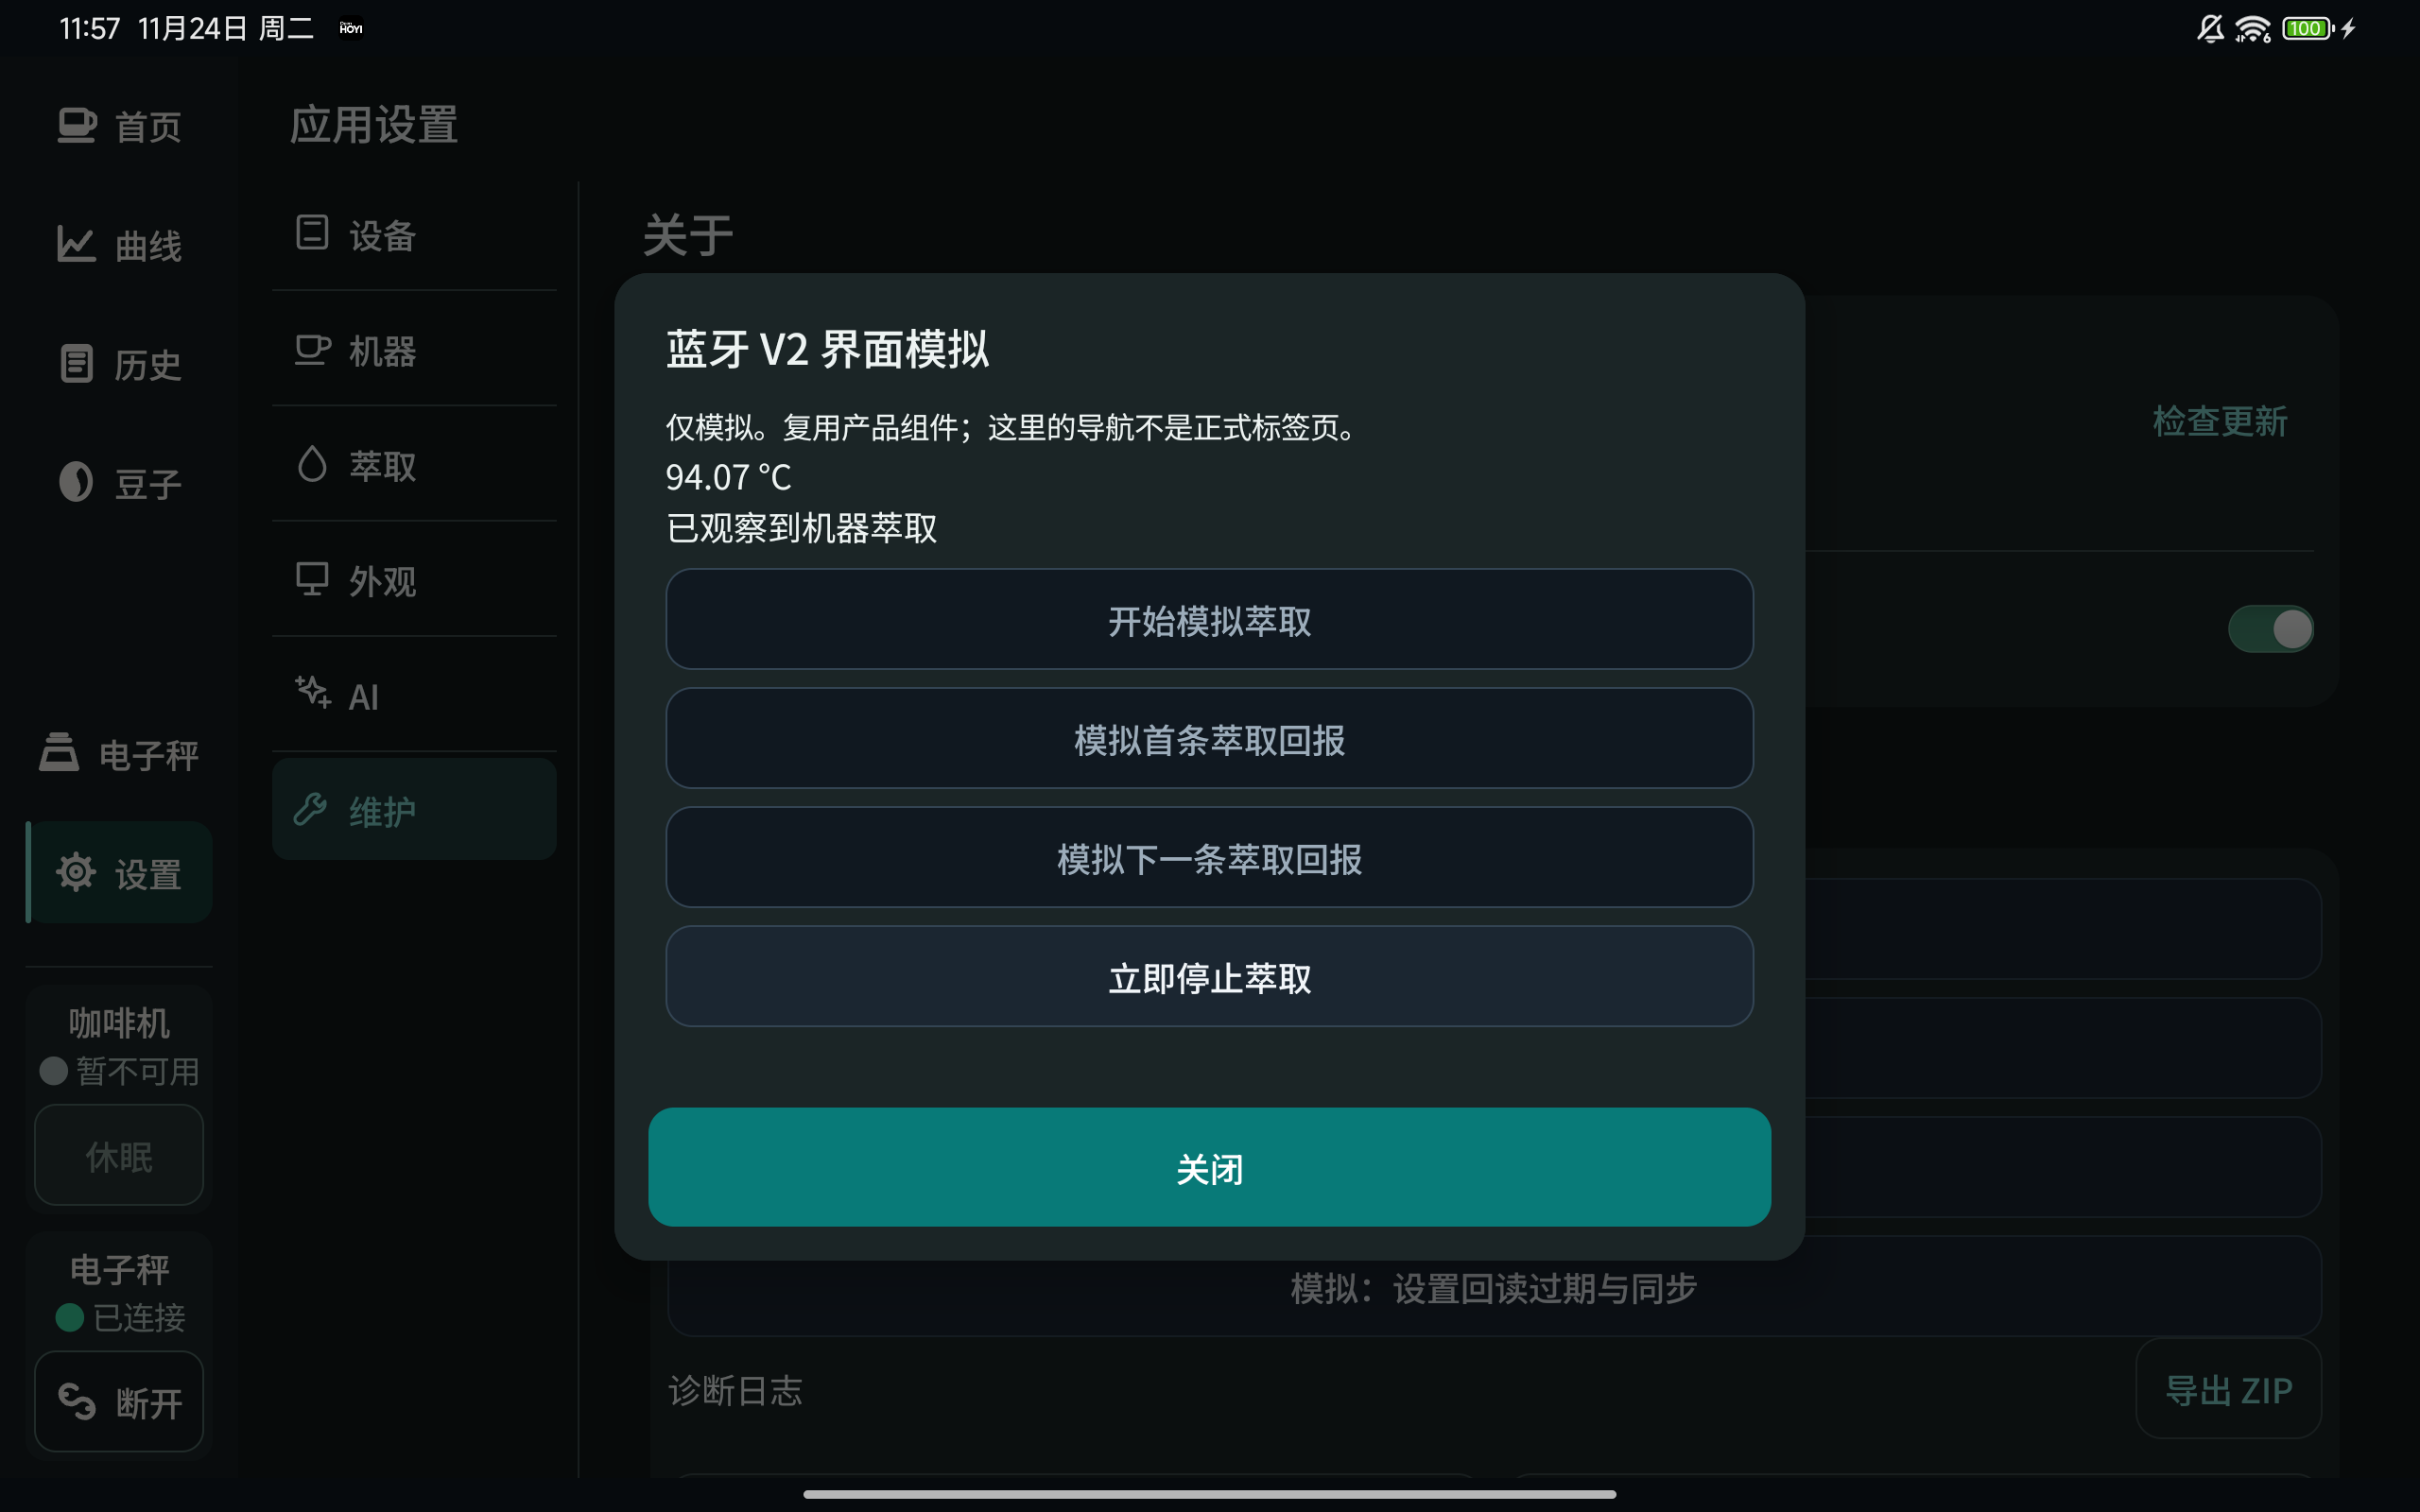 11:57 11月24日 周二 HOYI
100
首页
曲线
历史
豆子
电子秤
设置
咖啡机
暂不可用
休眠
电子秤
已连接
断开
应用设置
设备
机器
萃取
外观
AI
维护
关于
检查更新
蓝牙 V2 界面模拟
仅模拟。复用产品组件；这里的导航不是正式标签页。
94.07 °C
已观察到机器萃取
开始模拟萃取
模拟首条萃取回报
模拟下一条萃取回报
立即停止萃取
关闭
模拟：设置回读过期与同步
诊断日志
导出 ZIP